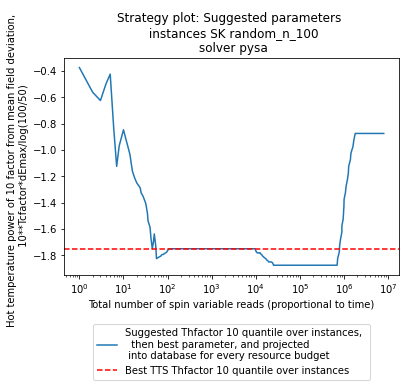 Strategy plot: Suggested parameters
instances SK random_n_100
solver pysa
Hot temperature power of 10 factor from mean field deviation,
10**Tcfactor*dEmax/log(100/50)
−0.4
−0.6
−0.8
−1.0
−1.2
−1.4
−1.6
−1.8
10⁰
10¹
10²
10³
10⁴
10⁵
10⁶
10⁷
Total number of spin variable reads (proportional to time)
Suggested Thfactor 10 quantile over instances,
then best parameter, and projected
into database for every resource budget
Best TTS Thfactor 10 quantile over instances